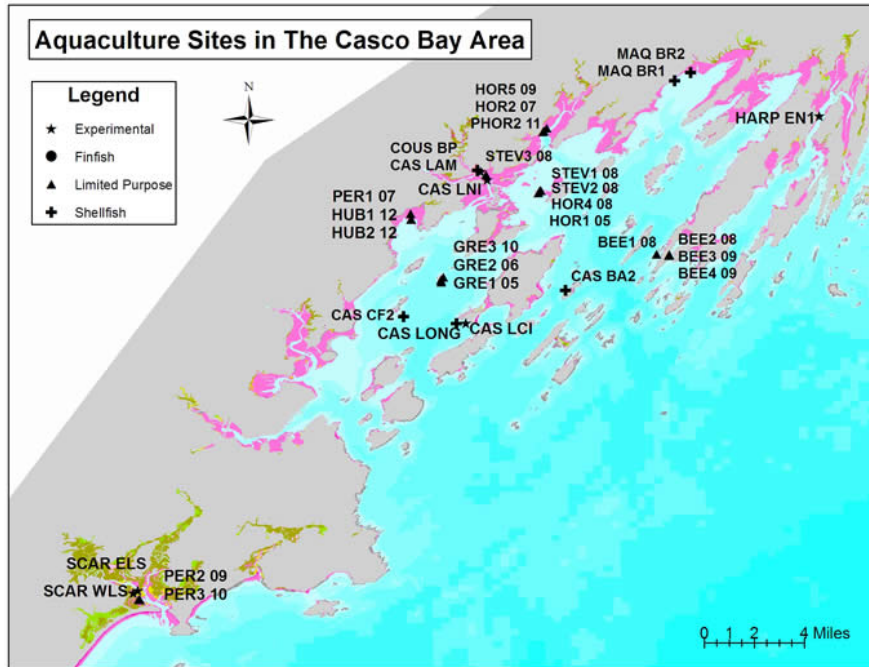 Aquaculture Sites in The Casco Bay Area
Legend
Experimental
Finfish
Limited Purpose
Shellfish
N
MAQ BR2
MAQ BR1
HARP EN1
HOR5 09
HOR2 07
PHOR2 11
COUS BP
CAS LAM
STEV3 08
CAS LNI
STEV1 08
STEV2 08
HOR4 08
HOR1 05
PER1 07
HUB1 12
HUB2 12
GRE3 10
GRE2 06
GRE1 05
BEE1 08
BEE2 08
BEE3 09
BEE4 09
CAS BA2
CAS CF2
CAS LONG
CAS LCI
SCAR ELS
SCAR WLS
PER2 09
PER3 10
0 1 2 4 Miles